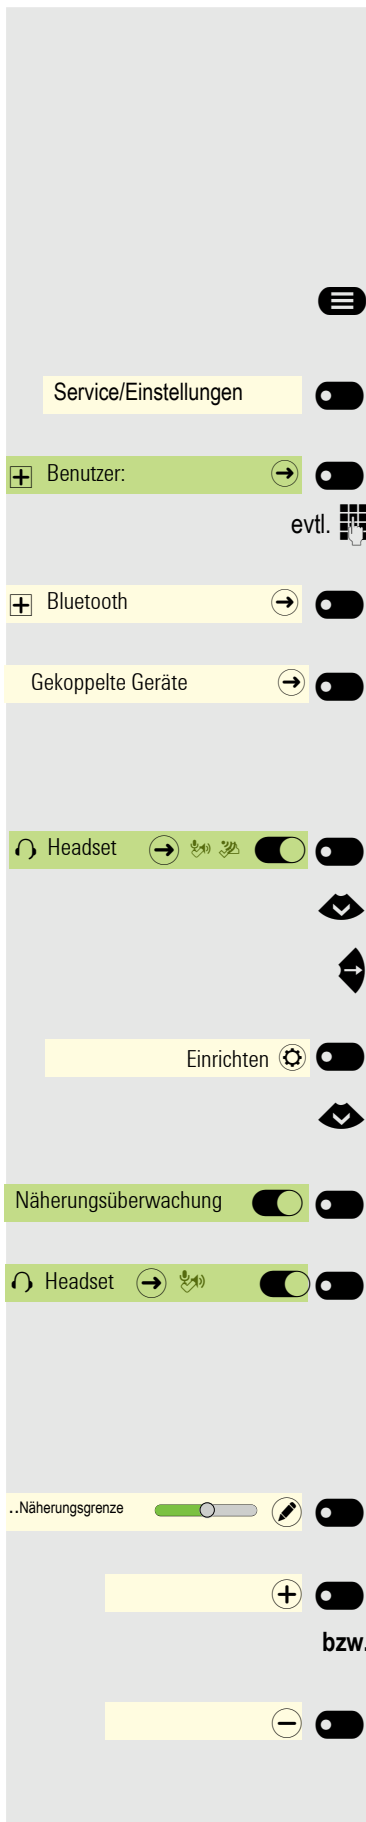 Service/Einstellungen
Benutzer:
evtl.
Bluetooth
Gekoppelte Geräte
Headset
Einrichten
Näherungsüberwachung
Headset
..Näherungsgrenze
bzw.